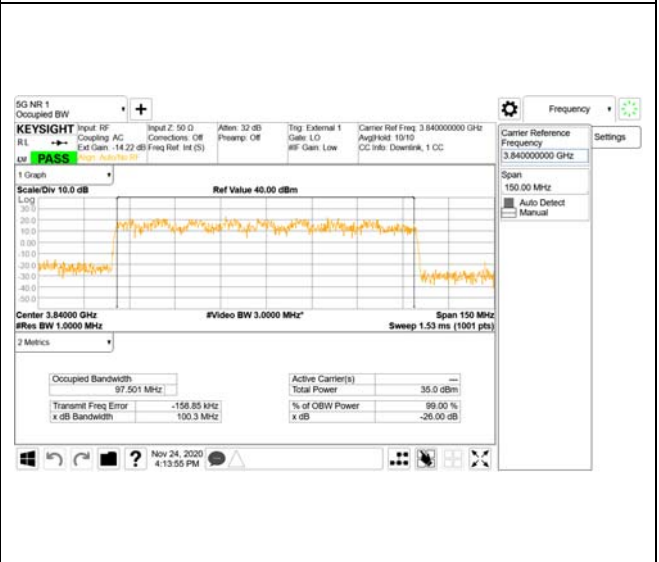 5G NR 1
Occupied BW
Frequency
KEYSIGHT
RL
PASS
Input: RF
Coupling: AC
Ext Gain: -14.22 dB
Align: Auto/No RF
Input Z: 50 Ω
Corrections: Off
Freq Ref: Int (S)
Atten: 32 dB
Preamp: Off
Trig: External 1
Gate: LO
#IF Gain: Low
Carrier Ref Freq: 3.840000000 GHz
Avg|Hold: 10/10
CC Info: Downlink, 1 CC
Carrier Reference
Frequency
3.840000000 GHz
Settings
Span
150.00 MHz
Auto Detect
Manual
1 Graph
Scale/Div 10.0 dB
Ref Value 40.00 dBm
Log
30.0
20.0
10.0
0.00
-10.0
-20.0
-30.0
-40.0
-50.0
Center 3.84000 GHz
#Video BW 3.0000 MHz*
Span 150 MHz
#Res BW 1.0000 MHz
Sweep 1.53 ms (1001 pts)
2 Metrics
Occupied Bandwidth
97.501 MHz
Transmit Freq Error -158.85 kHz
x dB Bandwidth 100.3 MHz
Active Carrier(s) —
Total Power 35.0 dBm
% of OBW Power 99.00 %
x dB -26.00 dB
? Nov 24, 2020
4:13:55 PM